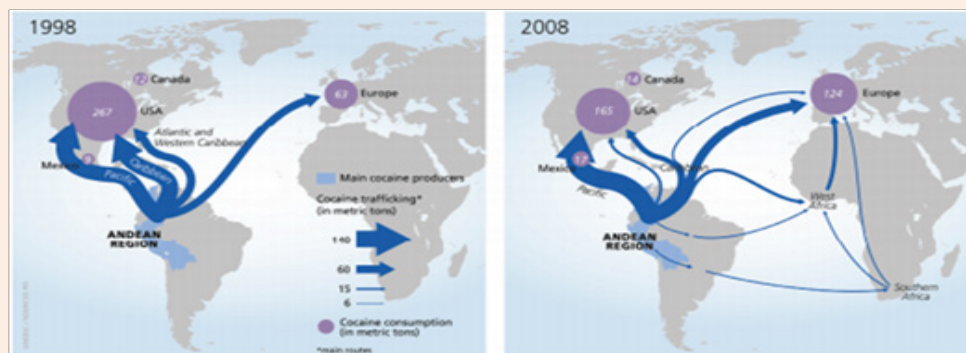 1998
Canada
267
USA
63
Europe
Atlantic and
Western Caribbean
Mexico
Caribbean
Pacific
Main cocaine producers
Cocaine trafficking*
(in metric tons)
ANDEAN
REGION
140
60
15
6
Cocaine consumption
(in metric tons)
*main routes
2008
14
Canada
165
USA
124
Europe
Mexico
17
Caribbean
Pacific
West
Africa
ANDEAN
REGION
Southern
Africa